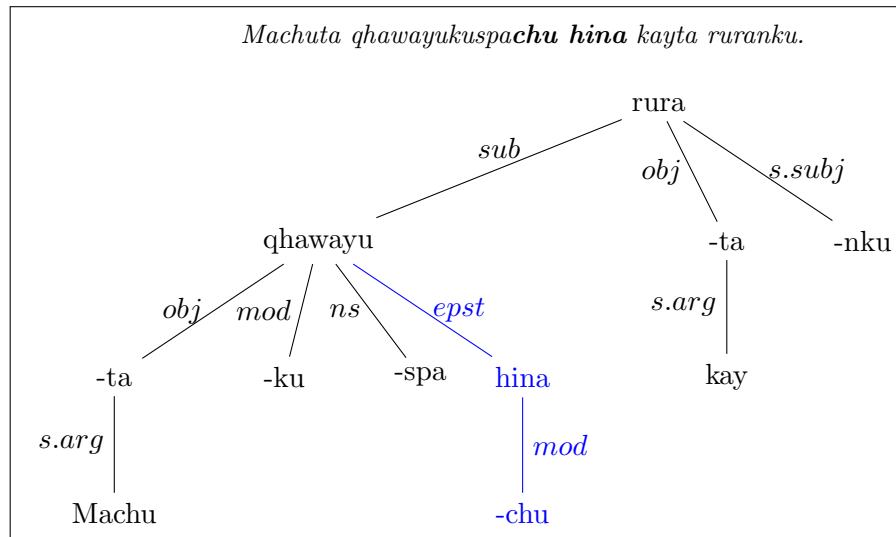 Machuta qhawayukuspachu hina kayta ruranku.
rura
sub obj s.subj
qhawayu -ta -nku
obj mod ns epst s.arg
-ta -ku -spa hina kay
s.arg mod
Machu -chu